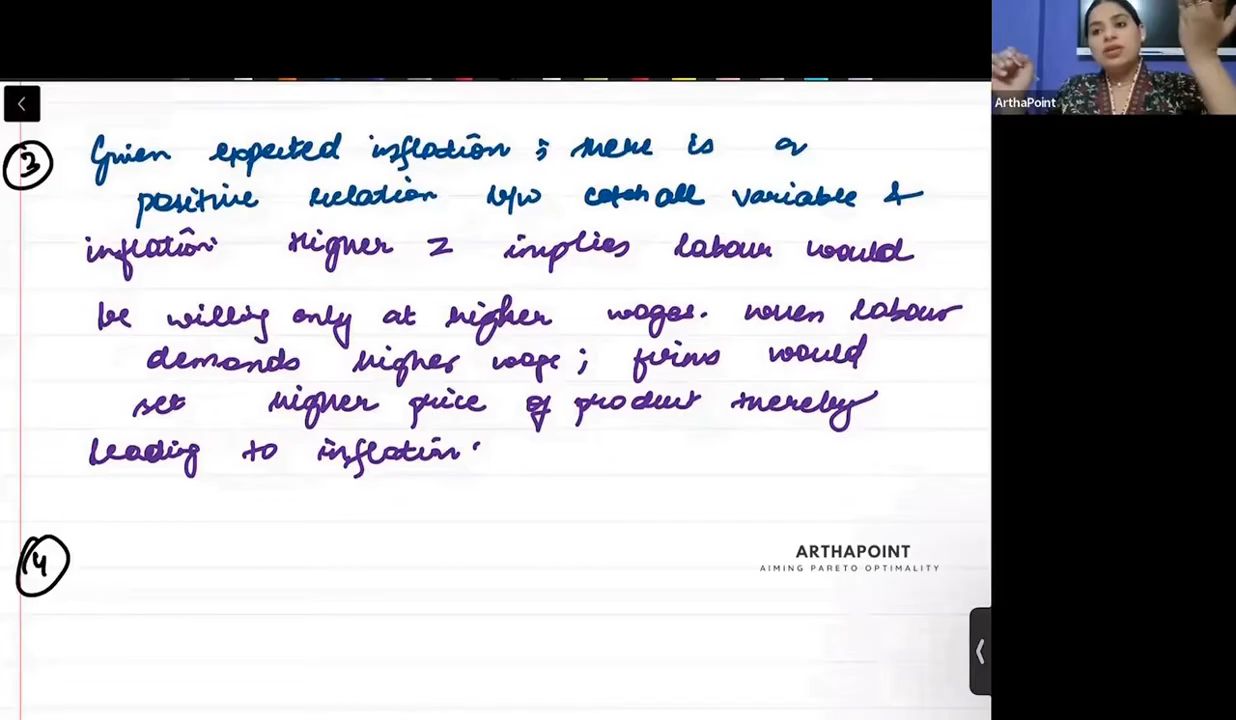 ArthaPoint
3
Given expected inflation ; there is a
positive relation b/w catch all variable &
inflation. Higher z implies labour would
be willing only at higher wages. When labour
demands higher wage ; firms would
set higher price of product thereby
leading to inflation.
4
ARTHAPOINT
AIMING PARETO OPTIMALITY